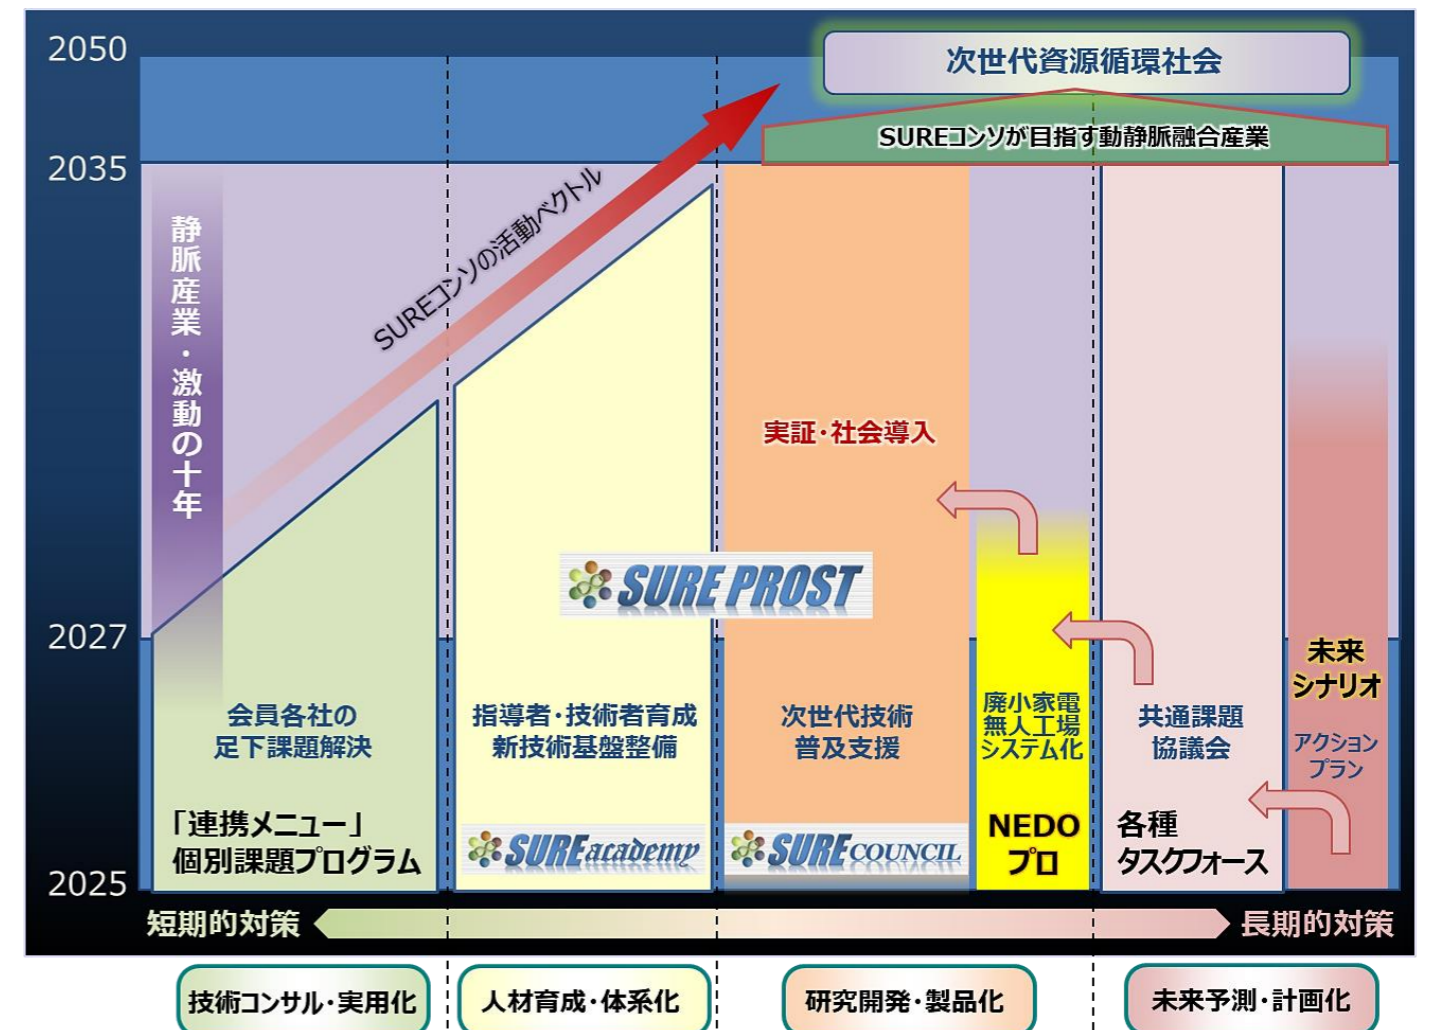 2050
次世代資源循環社会
SUREコンソが目指す動静脈融合産業
2035
静脈産業・激動の十年
SUREコンソの活動ベクトル
実証・社会導入
SURE PROST
2027
会員各社の
足下課題解決
「連携メニュー」
個別課題プログラム
指導者・技術者育成
新技術基盤整備
SURE academy
次世代技術
普及支援
SURE COUNCIL
廃小家電
無人工場
システム化
NEDO
プロ
共通課題
協議会
各種
タスクフォース
未来
シナリオ
アクション
プラン
2025
短期的対策
長期的対策
技術コンサル・実用化
人材育成・体系化
研究開発・製品化
未来予測・計画化